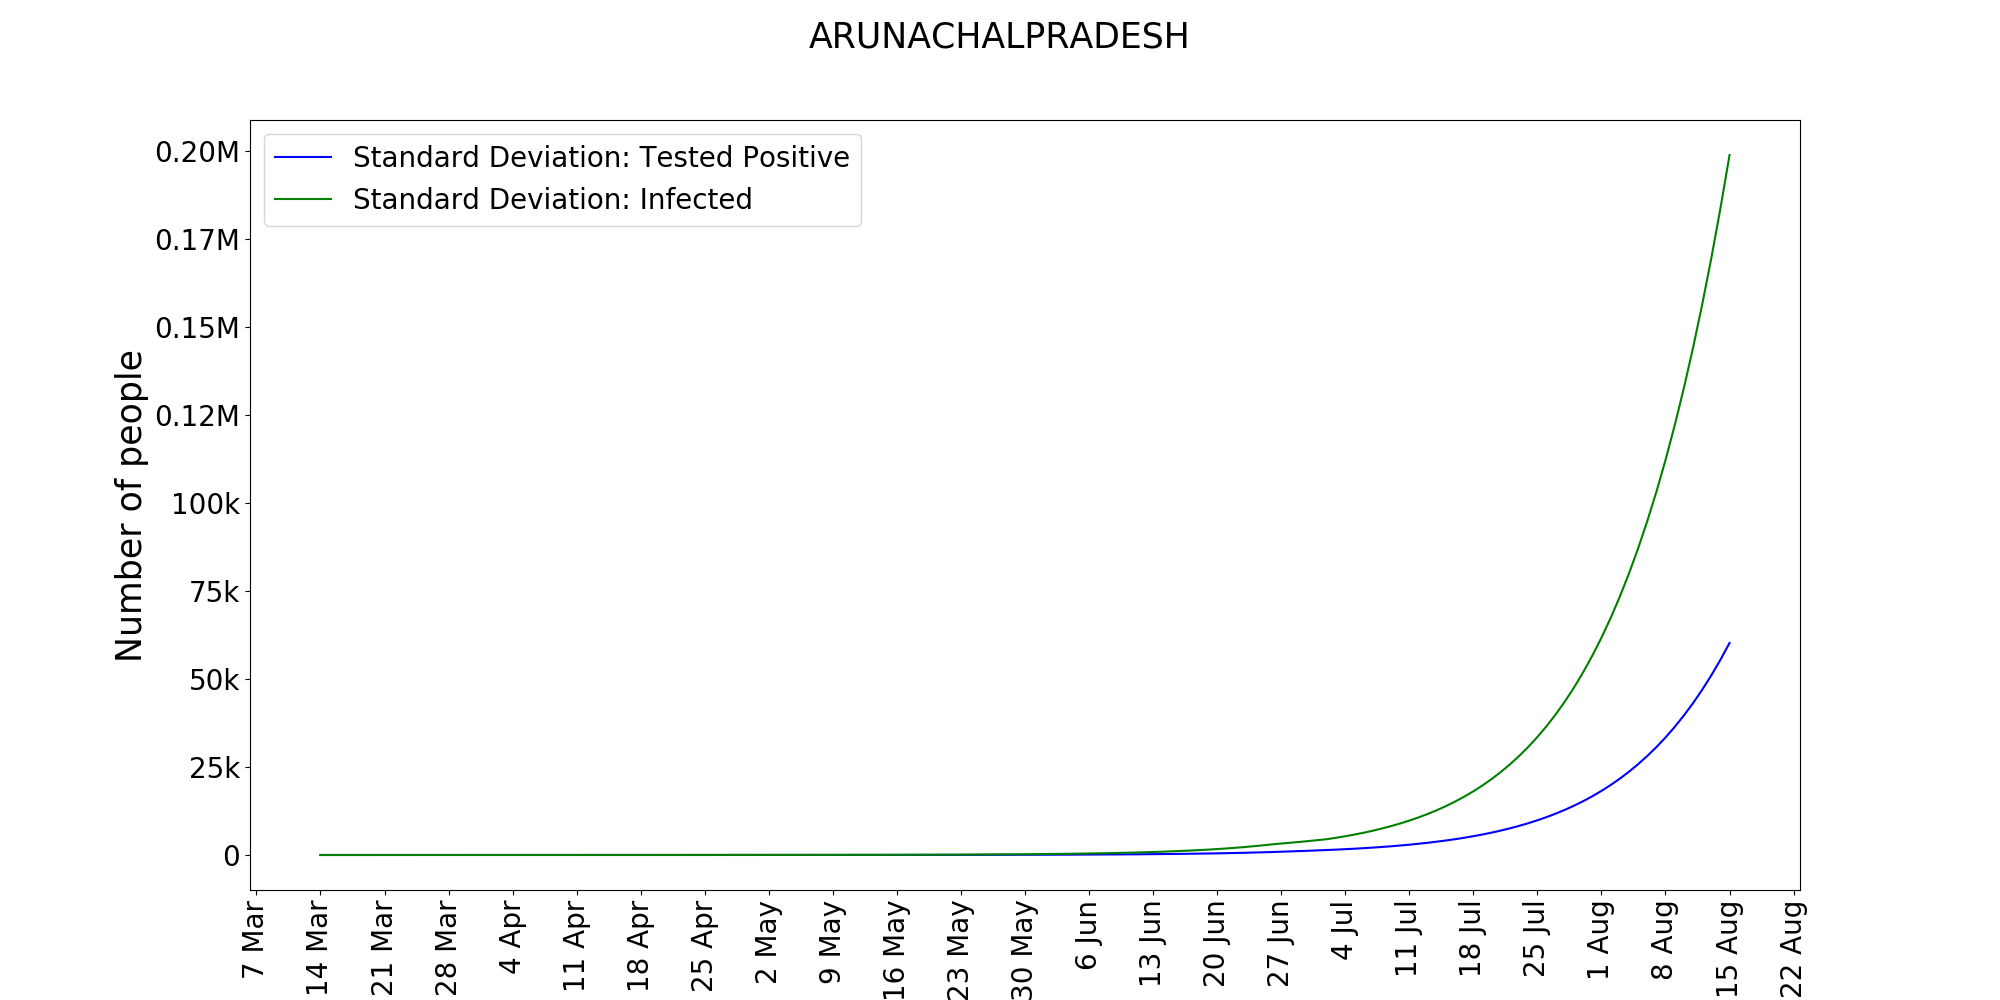 ARUNACHALPRADESH
Standard Deviation: Tested Positive
Standard Deviation: Infected
Number of people
0.20M
0.17M
0.15M
0.12M
100k
75k
50k
25k
0
7 Mar
14 Mar
21 Mar
28 Mar
4 Apr
11 Apr
18 Apr
25 Apr
2 May
9 May
16 May
23 May
30 May
6 Jun
13 Jun
20 Jun
27 Jun
4 Jul
11 Jul
18 Jul
25 Jul
1 Aug
8 Aug
15 Aug
22 Aug